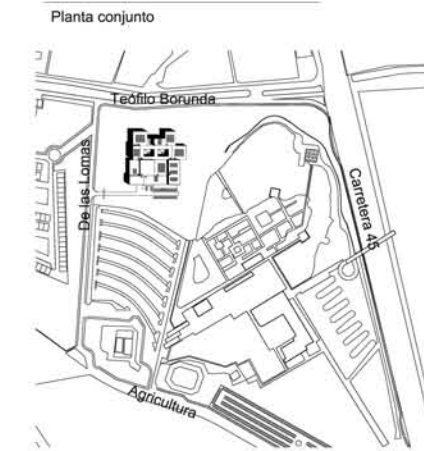 Planta conjunto
Teófilo Borunda
De las Lomas
Carretera 45
Agricultura